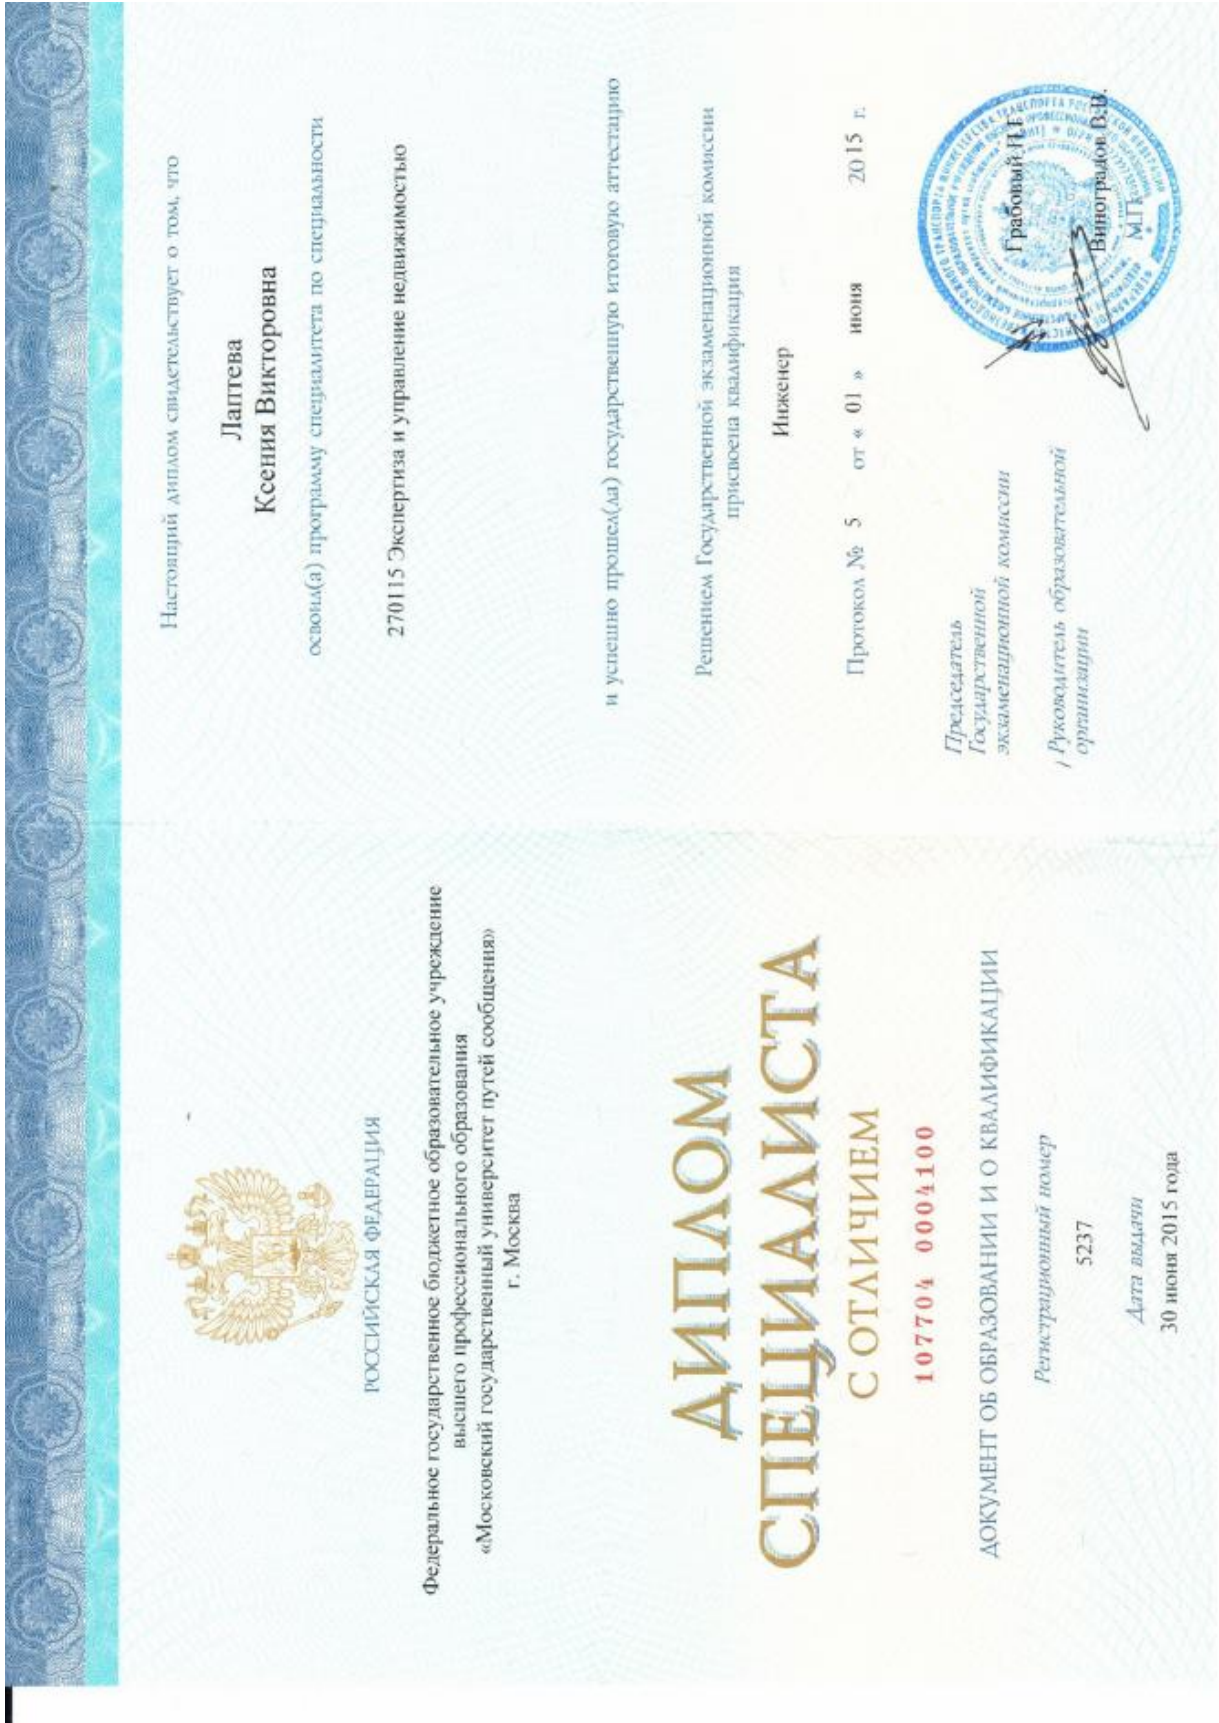 РОССИЙСКАЯ ФЕДЕРАЦИЯ
Федеральное государственное бюджетное образовательное учреждение
высшего профессионального образования
«Московский государственный университет путей сообщения»
г. Москва
ДИПЛОМ
СПЕЦИАЛИСТА
С ОТЛИЧИЕМ
107704 0004100
ДОКУМЕНТ ОБ ОБРАЗОВАНИИ И О КВАЛИФИКАЦИИ
Регистрационный номер
5237
Дата выдачи
30 июня 2015 года
Настоящий диплом свидетельствует о том, что
Лаптева
Ксения Викторовна
освоил(а) программу специалитета по специальности
270115 Экспертиза и управление недвижимостью
и успешно прошел(ла) государственную итоговую аттестацию
Решением Государственной экзаменационной комиссии
присвоена квалификация
Инженер
Протокол № 5 от « 01 » июня 2015 г.
Председатель
Государственной
экзаменационной комиссии
Грабовый П.Г.
Руководитель образовательной
организации
Виноградов В.В.
М.П.